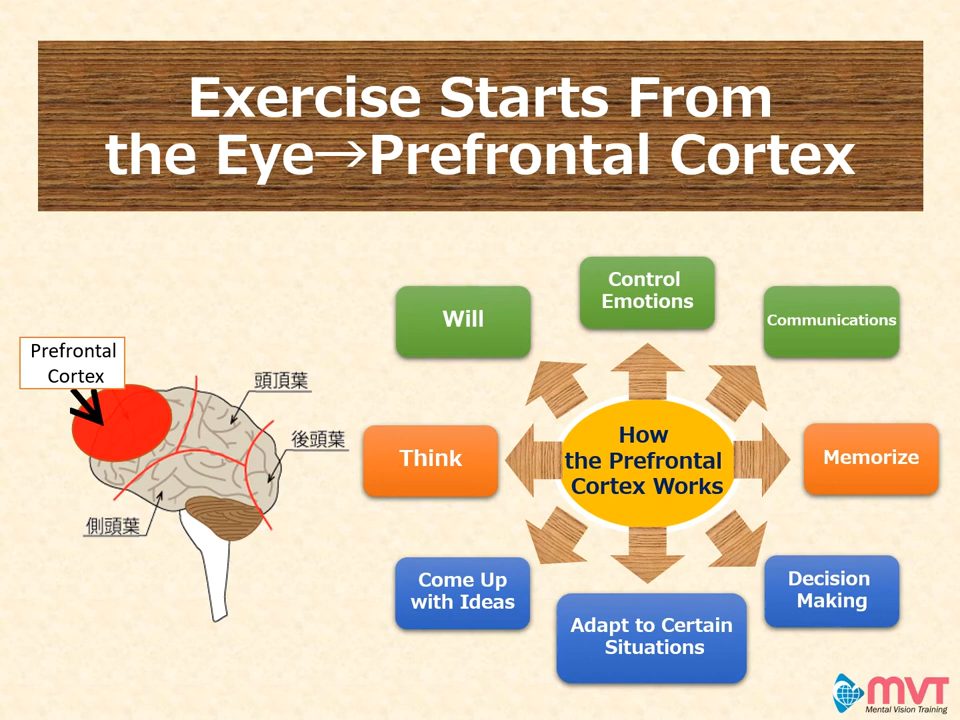 Exercise Starts From
the Eye→Prefrontal Cortex
Prefrontal
Cortex
頭頂葉
後頭葉
側頭葉
Will
Control
Emotions
Communications
Think
How
the Prefrontal
Cortex Works
Memorize
Come Up
with Ideas
Adapt to Certain
Situations
Decision
Making
MVT
Mental Vision Training